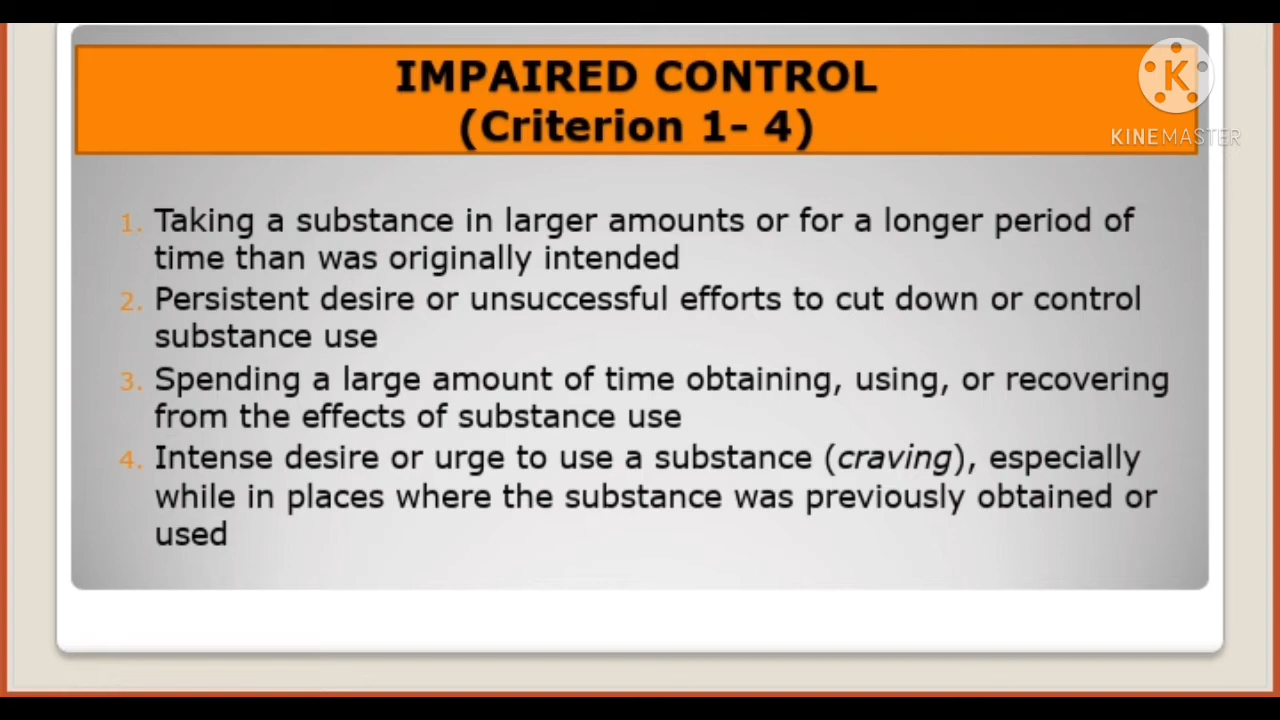 IMPAIRED CONTROL
(Criterion 1- 4)
K
KINEMASTER
1. Taking a substance in larger amounts or for a longer period of
time than was originally intended
2. Persistent desire or unsuccessful efforts to cut down or control
substance use
3. Spending a large amount of time obtaining, using, or recovering
from the effects of substance use
4. Intense desire or urge to use a substance (craving), especially
while in places where the substance was previously obtained or
used